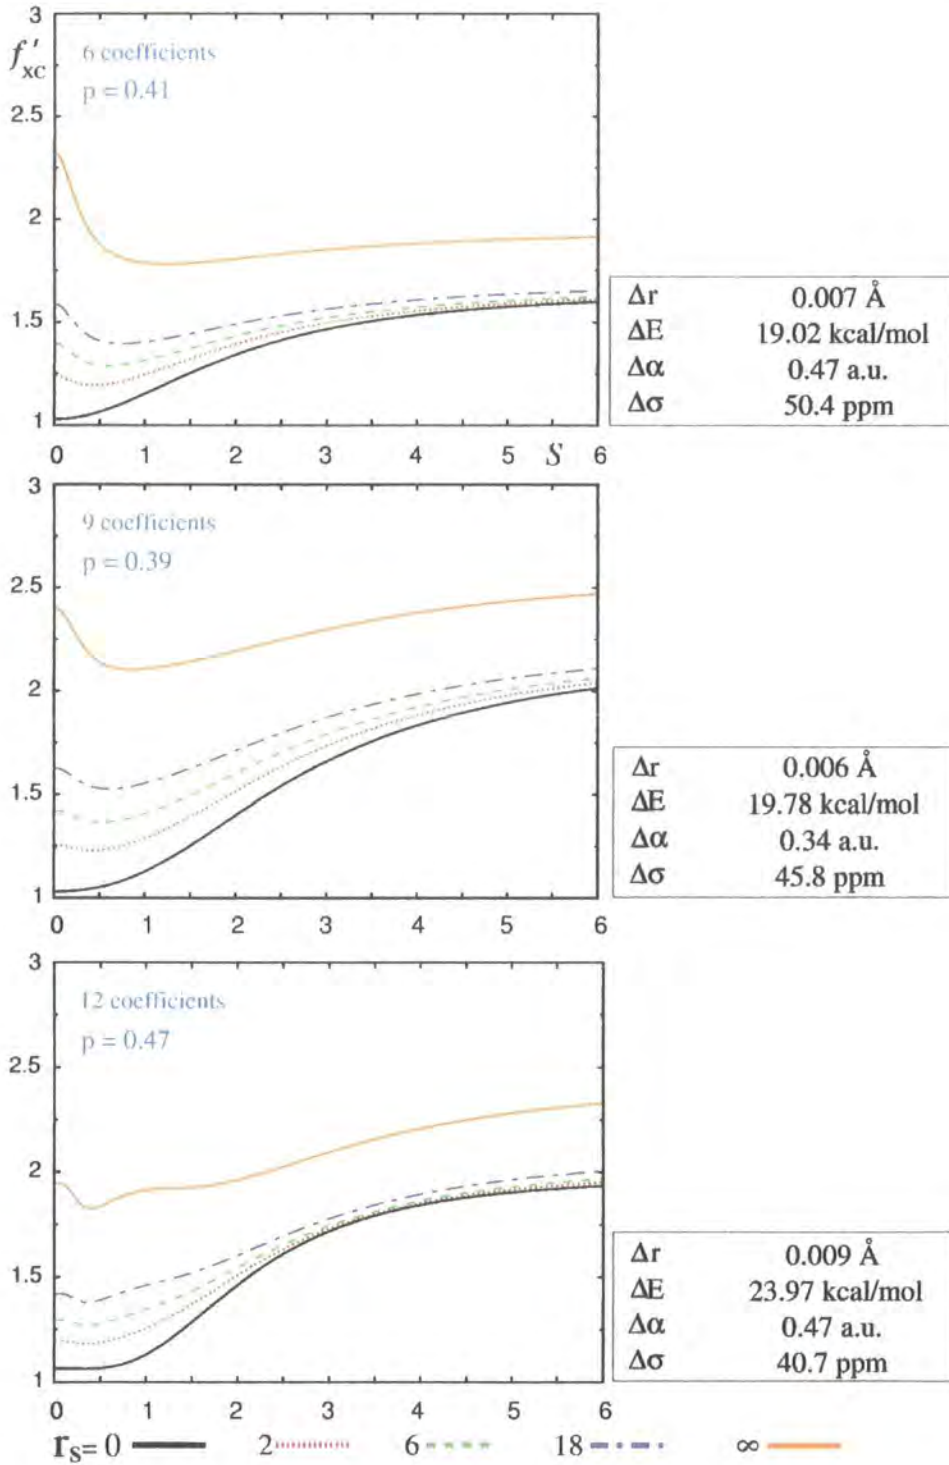 3
f′xc
6 coefficients
p = 0.41
2.5
2
1.5
1
0 1 2 3 4 5 S 6
Δr 0.007 Å
ΔE 19.02 kcal/mol
Δα 0.47 a.u.
Δσ 50.4 ppm
3
9 coefficients
p = 0.39
2.5
2
1.5
1
0 1 2 3 4 5 6
Δr 0.006 Å
ΔE 19.78 kcal/mol
Δα 0.34 a.u.
Δσ 45.8 ppm
3
12 coefficients
p = 0.47
2.5
2
1.5
1
0 1 2 3 4 5 6
Δr 0.009 Å
ΔE 23.97 kcal/mol
Δα 0.47 a.u.
Δσ 40.7 ppm
rs= 0 2 6 18 ∞